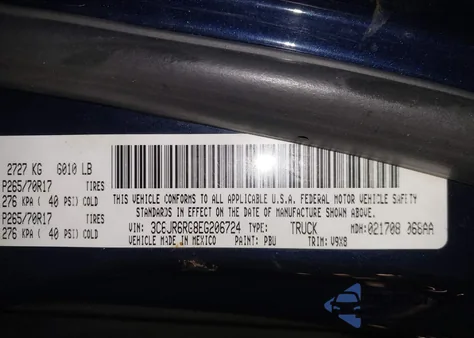 2727 KG 6010 LB
P265/70R17 TIRES
276 KPA ( 40 PSI) COLD
P265/70R17 TIRES
276 KPA ( 40 PSI) COLD
THIS VEHICLE CONFORMS TO ALL APPLICABLE U.S.A. FEDERAL MOTOR VEHICLE SAFETY
STANDARDS IN EFFECT ON THE DATE OF MANUFACTURE SHOWN ABOVE.
VIN: 3C6JR6RG8EG206724 TYPE: TRUCK MDH: 021708 066AA
VEHICLE MADE IN MEXICO PAINT: PBU TRIM: V9X8